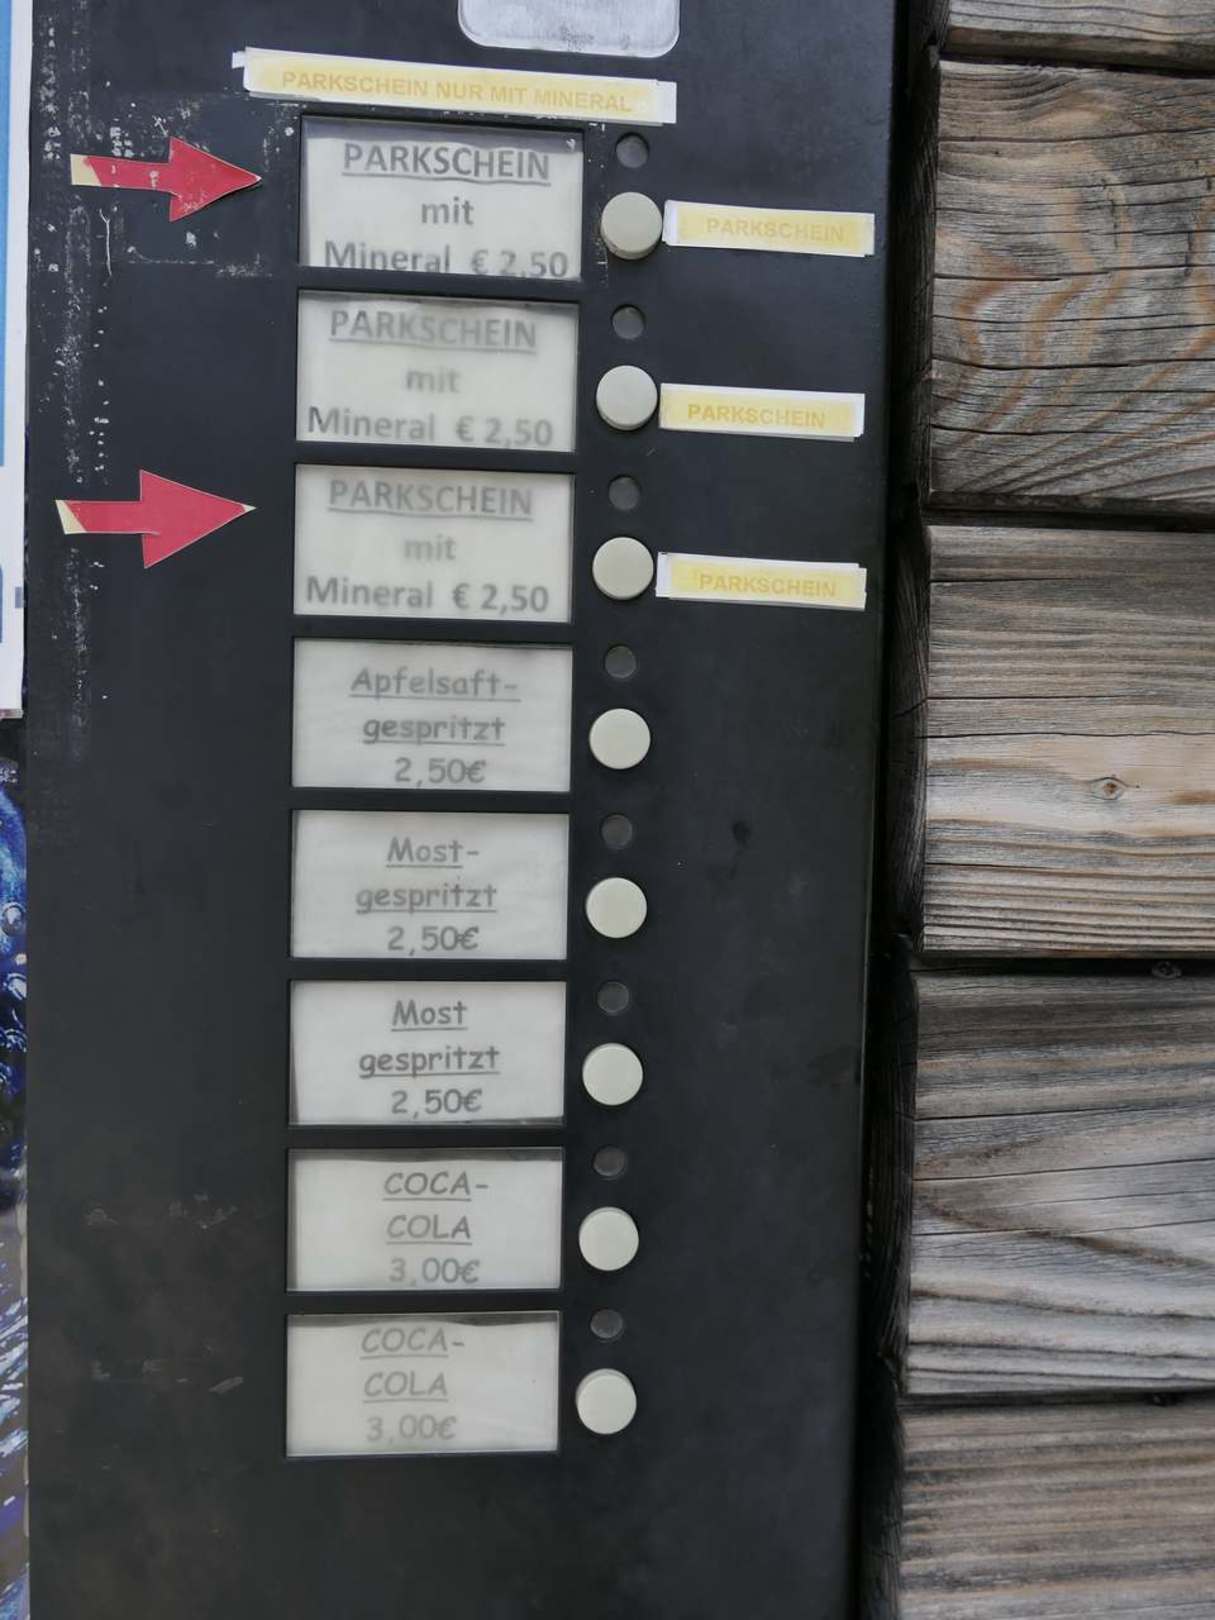 PARKSCHEIN NUR MIT MINERAL
PARKSCHEIN
mit
Mineral € 2,50
PARKSCHEIN
PARKSCHEIN
mit
Mineral € 2,50
PARKSCHEIN
PARKSCHEIN
mit
Mineral € 2,50
PARKSCHEIN
Apfelsaft-
gespritzt
2,50€
Most-
gespritzt
2,50€
Most
gespritzt
2,50€
COCA-
COLA
3,00€
COCA-
COLA
3,00€